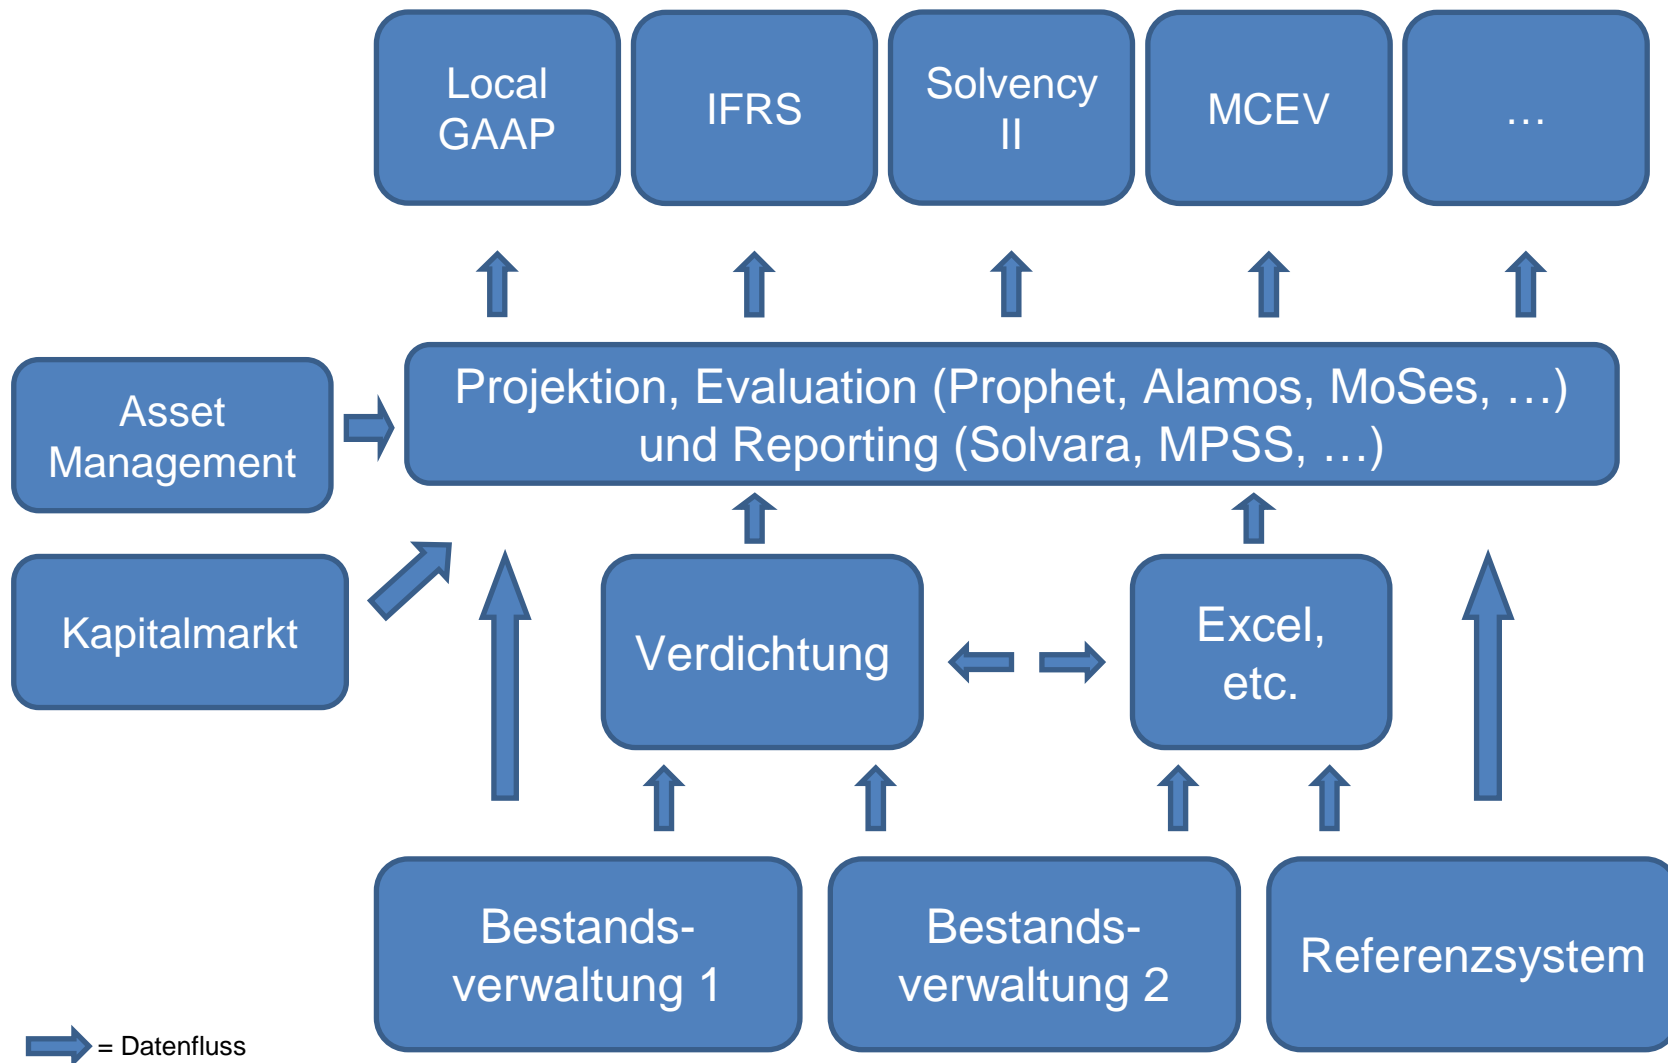 Local
GAAP
IFRS
Solvency
II
MCEV
…
Asset
Management
Projektion, Evaluation (Prophet, Alamos, MoSes, …)
und Reporting (Solvara, MPSS, …)
Kapitalmarkt
Verdichtung
Excel,
etc.
Bestands-
verwaltung 1
Bestands-
verwaltung 2
Referenzsystem
= Datenfluss